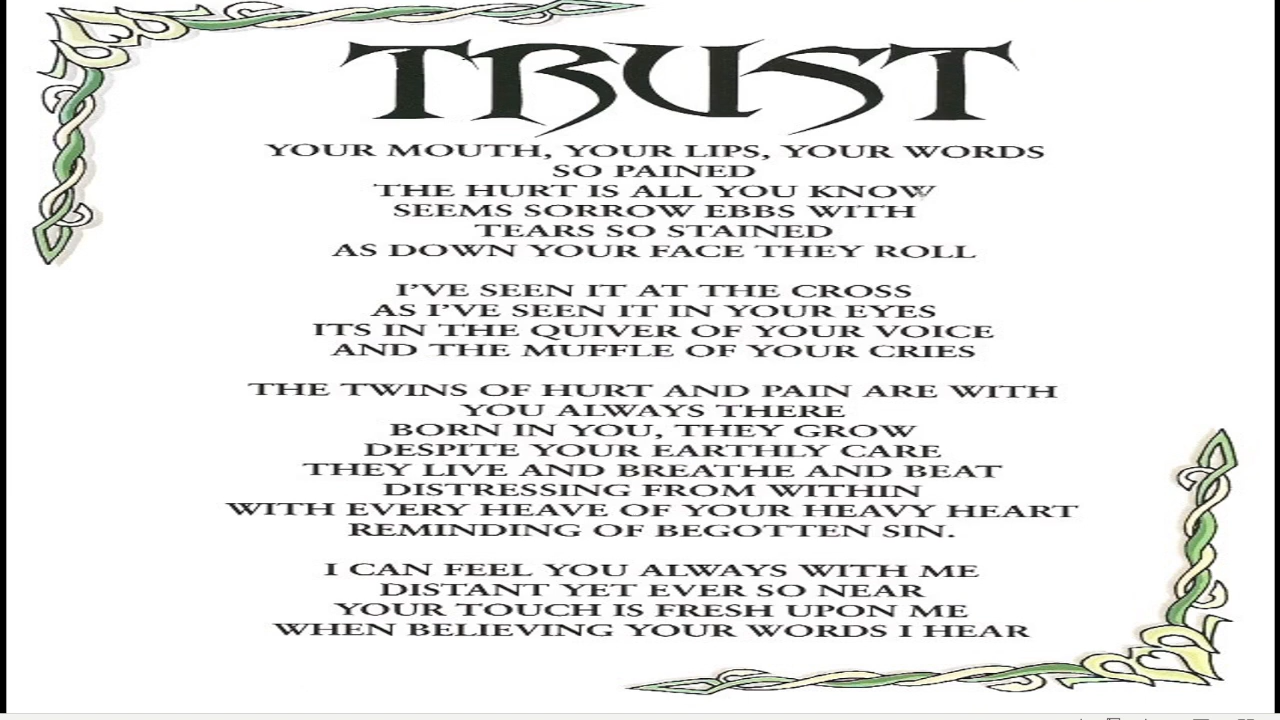 TRUST
YOUR MOUTH, YOUR LIPS, YOUR WORDS
SO PAINED
THE HURT IS ALL YOU KNOW
SEEMS SORROW EBBS WITH
TEARS SO STAINED
AS DOWN YOUR FACE THEY ROLL
I'VE SEEN IT AT THE CROSS
AS I'VE SEEN IT IN YOUR EYES
ITS IN THE QUIVER OF YOUR VOICE
AND THE MUFFLE OF YOUR CRIES
THE TWINS OF HURT AND PAIN ARE WITH
YOU ALWAYS THERE
BORN IN YOU, THEY GROW
DESPITE YOUR EARTHLY CARE
THEY LIVE AND BREATHE AND BEAT
DISTRESSING FROM WITHIN
WITH EVERY HEAVE OF YOUR HEAVY HEART
REMINDING OF BEGOTTEN SIN.
I CAN FEEL YOU ALWAYS WITH ME
DISTANT YET EVER SO NEAR
YOUR TOUCH IS FRESH UPON ME
WHEN BELIEVING YOUR WORDS I HEAR